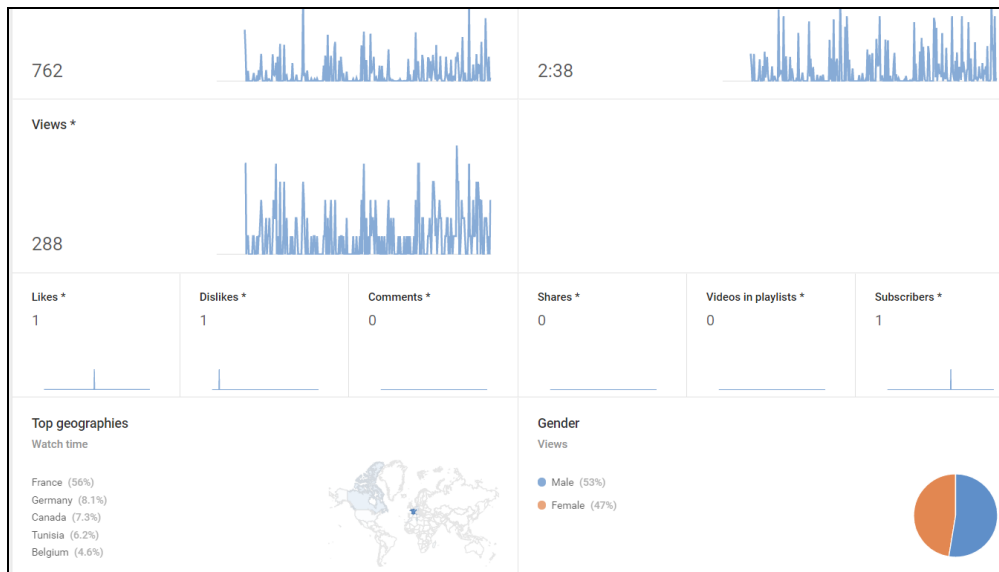 762
2:38
Views *
288
Likes *
1
Dislikes *
1
Comments *
0
Shares *
0
Videos in playlists *
0
Subscribers *
1
Top geographies
Watch time
France (56%)
Germany (8.1%)
Canada (7.3%)
Tunisia (6.2%)
Belgium (4.6%)
Gender
Views
Male (53%)
Female (47%)